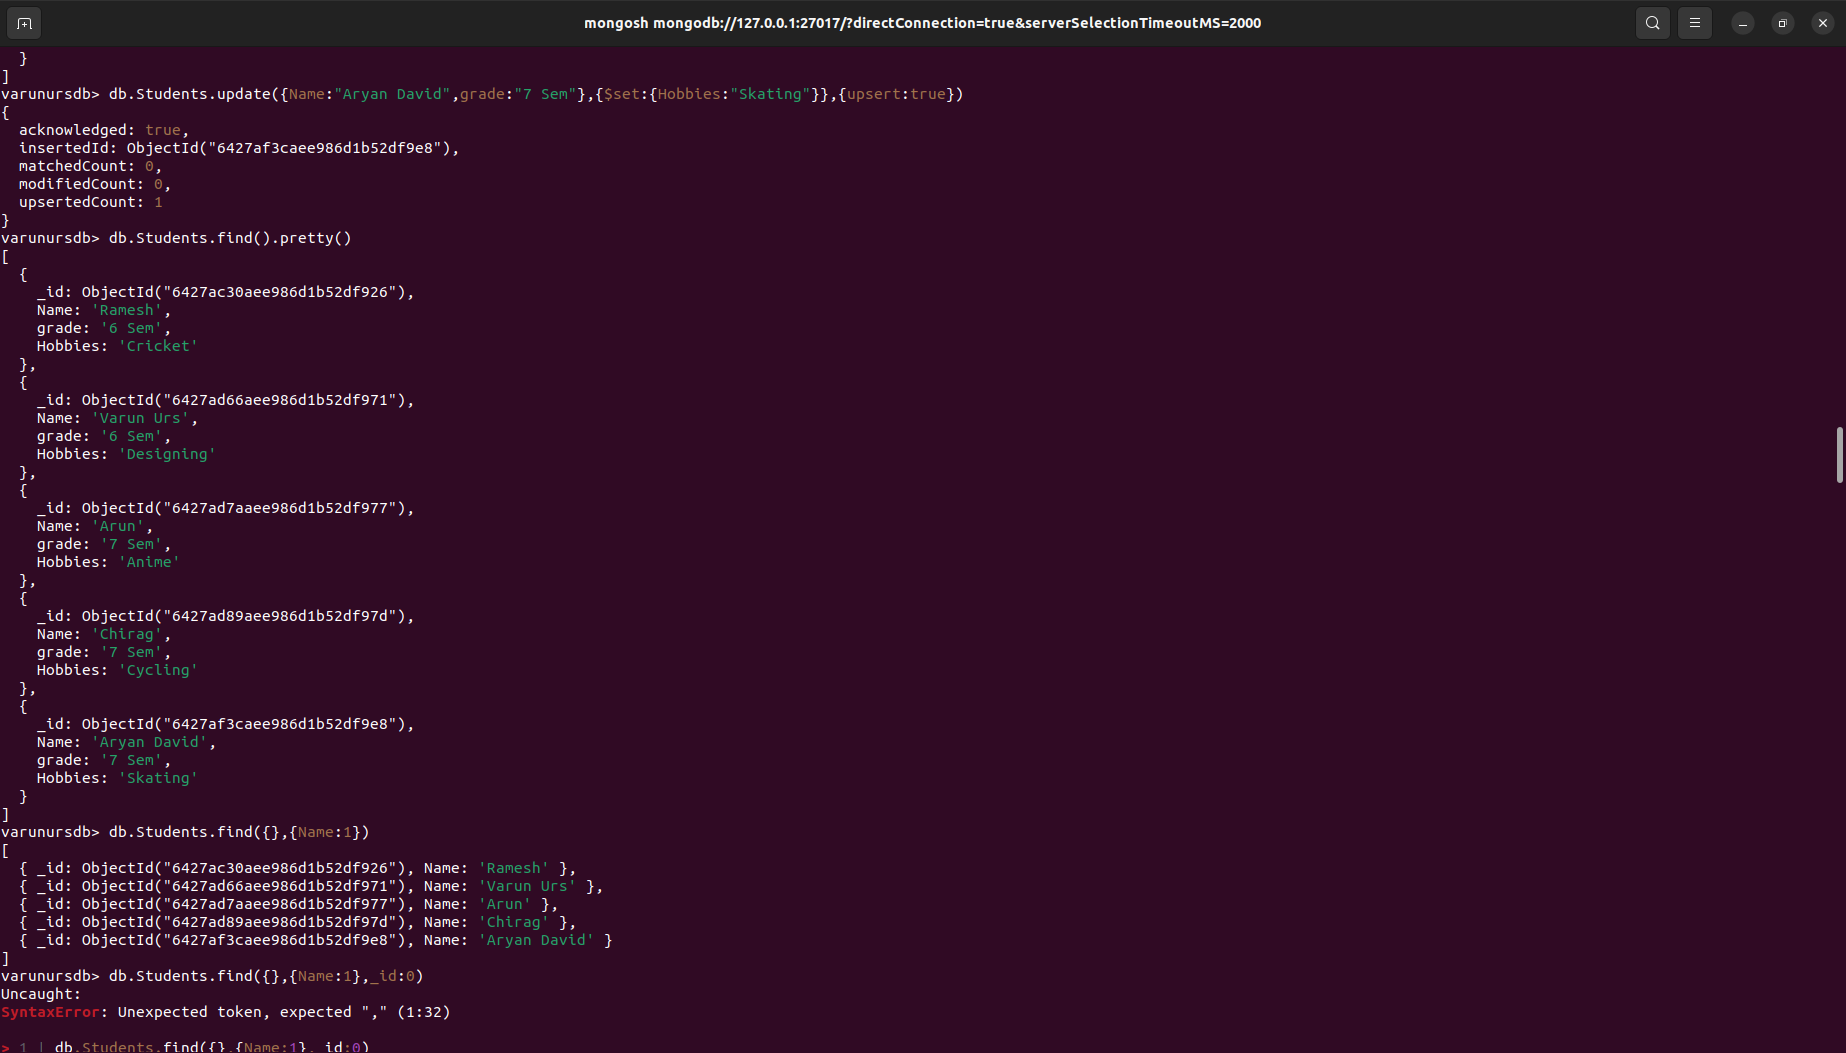 mongosh mongodb://127.0.0.1:27017/?directConnection=true&serverSelectionTimeoutMS=2000
  }
]
varunursdb> db.Students.update({Name:"Aryan David",grade:"7 Sem"},{$set:{Hobbies:"Skating"}},{upsert:true})
{
  acknowledged: true,
  insertedId: ObjectId("6427af3caee986d1b52df9e8"),
  matchedCount: 0,
  modifiedCount: 0,
  upsertedCount: 1
}
varunursdb> db.Students.find().pretty()
[
  {
    _id: ObjectId("6427ac30aee986d1b52df926"),
    Name: 'Ramesh',
    grade: '6 Sem',
    Hobbies: 'Cricket'
  },
  {
    _id: ObjectId("6427ad66aee986d1b52df971"),
    Name: 'Varun Urs',
    grade: '6 Sem',
    Hobbies: 'Designing'
  },
  {
    _id: ObjectId("6427ad7aaee986d1b52df977"),
    Name: 'Arun',
    grade: '7 Sem',
    Hobbies: 'Anime'
  },
  {
    _id: ObjectId("6427ad89aee986d1b52df97d"),
    Name: 'Chirag',
    grade: '7 Sem',
    Hobbies: 'Cycling'
  },
  {
    _id: ObjectId("6427af3caee986d1b52df9e8"),
    Name: 'Aryan David',
    grade: '7 Sem',
    Hobbies: 'Skating'
  }
]
varunursdb> db.Students.find({},{Name:1})
[
  { _id: ObjectId("6427ac30aee986d1b52df926"), Name: 'Ramesh' },
  { _id: ObjectId("6427ad66aee986d1b52df971"), Name: 'Varun Urs' },
  { _id: ObjectId("6427ad7aaee986d1b52df977"), Name: 'Arun' },
  { _id: ObjectId("6427ad89aee986d1b52df97d"), Name: 'Chirag' },
  { _id: ObjectId("6427af3caee986d1b52df9e8"), Name: 'Aryan David' }
]
varunursdb> db.Students.find({},{Name:1},_id:0)
Uncaught:
SyntaxError: Unexpected token, expected "," (1:32)
> 1 | db.Students.find({},{Name:1},_id:0)